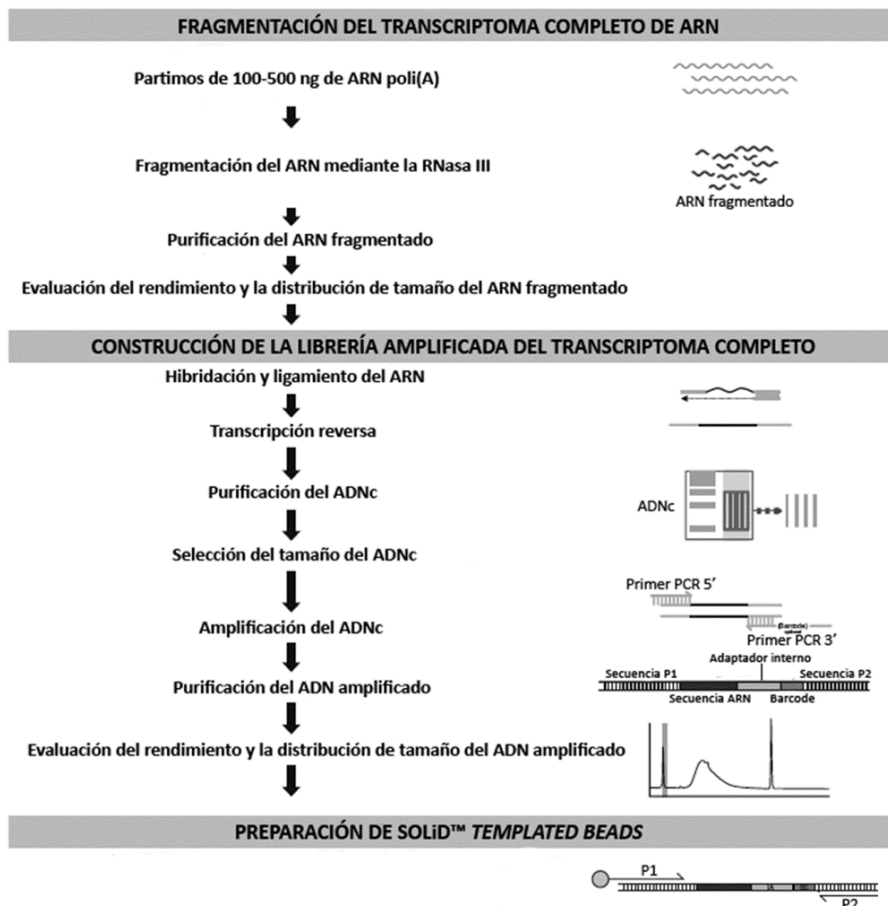 FRAGMENTACIÓN DEL TRANSCRIPTOMA COMPLETO DE ARN
Partimos de 100-500 ng de ARN poli(A)
Fragmentación del ARN mediante la RNasa III
ARN fragmentado
Purificación del ARN fragmentado
Evaluación del rendimiento y la distribución de tamaño del ARN fragmentado
CONSTRUCCIÓN DE LA LIBRERÍA AMPLIFICADA DEL TRANSCRIPTOMA COMPLETO
Hibridación y ligamiento del ARN
Transcripción reversa
Purificación del ADNc
ADNc
Selección del tamaño del ADNc
Primer PCR 5'
Amplificación del ADNc
(Barcode)
Primer PCR 3'
Adaptador interno
Secuencia P1
Secuencia P2
Purificación del ADN amplificado
Secuencia ARN
Barcode
Evaluación del rendimiento y la distribución de tamaño del ADN amplificado
PREPARACIÓN DE SOLiD™ TEMPLATED BEADS
P1
P2